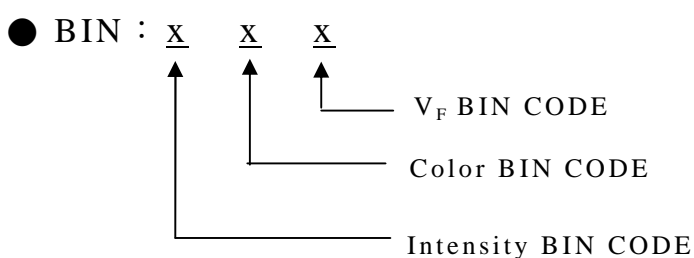 ● BIN：x x x
V_F BIN CODE
Color BIN CODE
Intensity BIN CODE